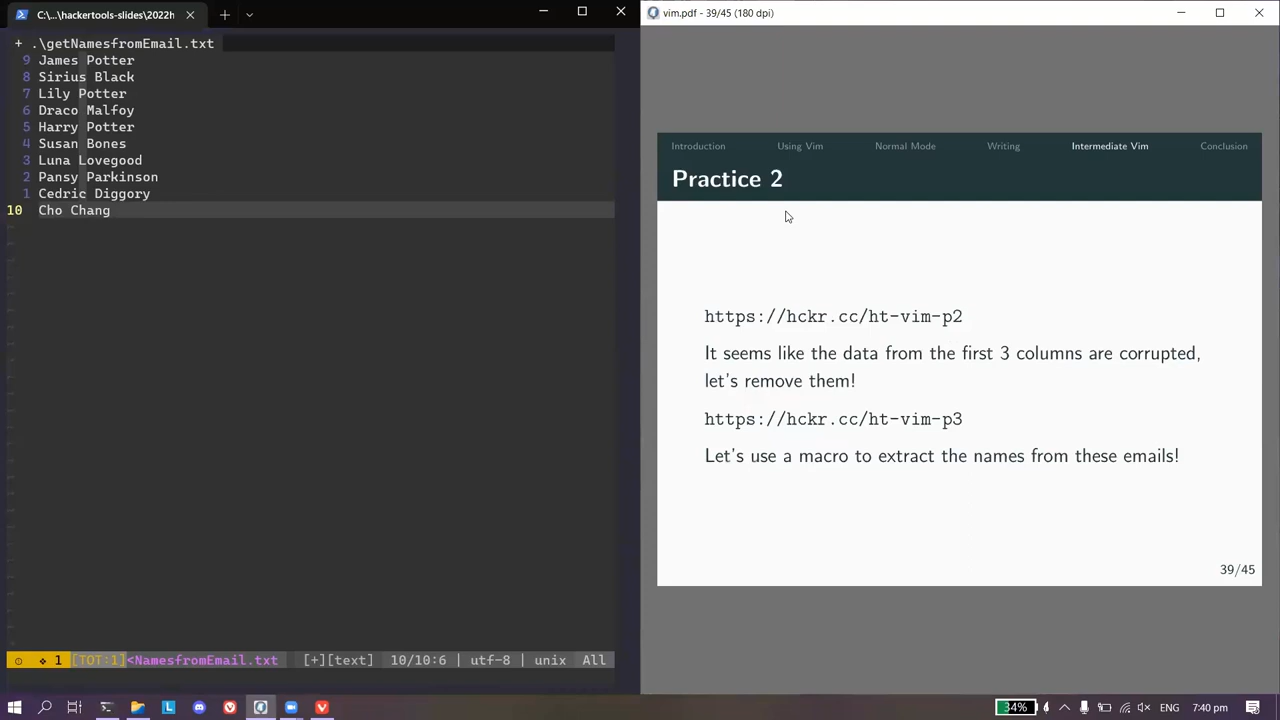 C:\...\hackertools-slides\2022h
+ .\getNamesfromEmail.txt
9 James Potter
8 Sirius Black
7 Lily Potter
6 Draco Malfoy
5 Harry Potter
4 Susan Bones
3 Luna Lovegood
2 Pansy Parkinson
1 Cedric Diggory
10 Cho Chang
1 [TOT:1]<NamesfromEmail.txt [+][text] 10/10:6 | utf-8 | unix All
vim.pdf - 39/45 (180 dpi)
Introduction Using Vim Normal Mode Writing Intermediate Vim Conclusion
Practice 2
https://hckr.cc/ht-vim-p2
It seems like the data from the first 3 columns are corrupted,
let's remove them!
https://hckr.cc/ht-vim-p3
Let's use a macro to extract the names from these emails!
39/45
34% ENG 7:40 pm